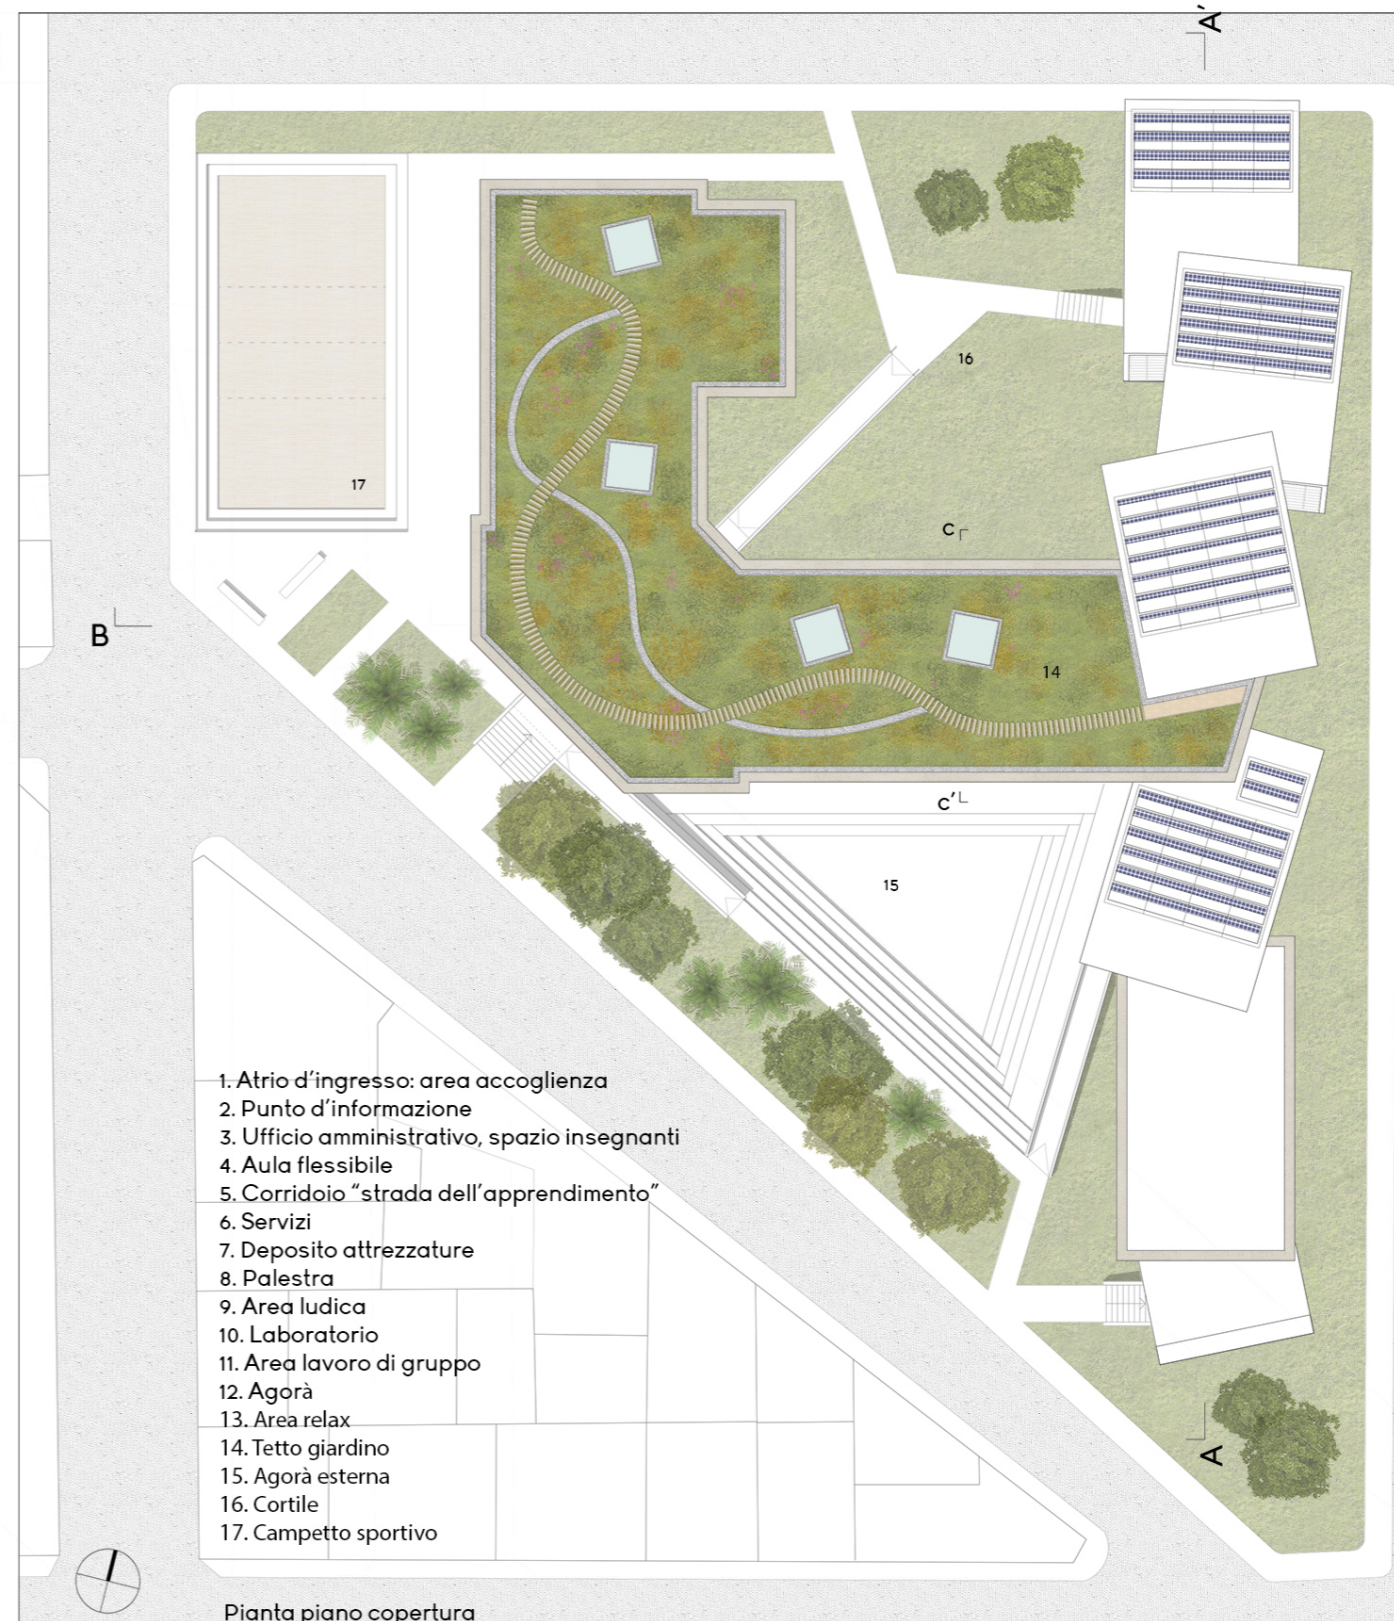 A'
16
17
C
B
14
C'
15
1. Atrio d'ingresso: area accoglienza
2. Punto d'informazione
3. Ufficio amministrativo, spazio insegnanti
4. Aula flessibile
5. Corridoio “strada dell'apprendimento”
6. Servizi
7. Deposito attrezzature
8. Palestra
9. Area ludica
10. Laboratorio
11. Area lavoro di gruppo
12. Agorà
13. Area relax
14. Tetto giardino
15. Agorà esterna
16. Cortile
17. Campetto sportivo
A
Pianta piano copertura